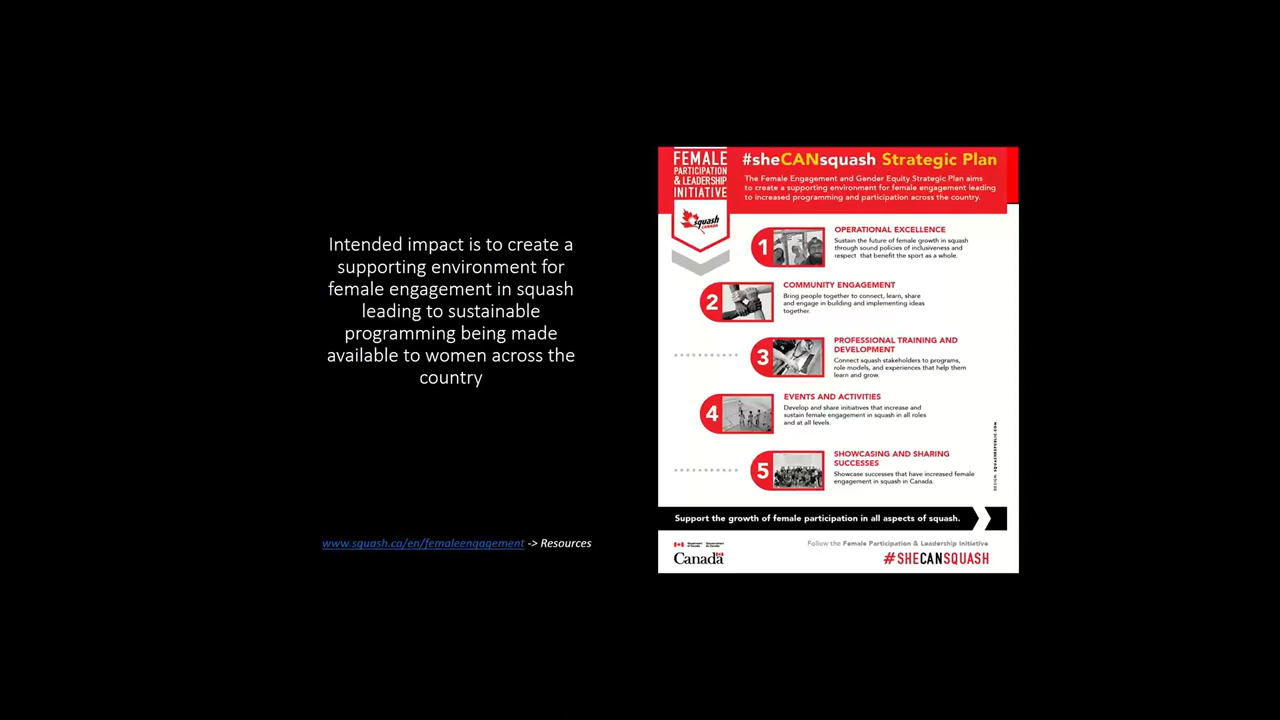 Intended impact is to create a
supporting environment for
female engagement in squash
leading to sustainable
programming being made
available to women across the
country
www.squash.ca/en/femaleengagement -> Resources
FEMALE
PARTICIPATION
& LEADERSHIP
INITIATIVE
squash
CANADA
#sheCANsquash Strategic Plan
The Female Engagement and Gender Equity Strategic Plan aims
to create a supporting environment for female engagement leading
to increased programming and participation across the country.
1
OPERATIONAL EXCELLENCE
Sustain the future of female growth in squash
through sound policies of inclusiveness and
respect that benefit the sport as a whole.
2
COMMUNITY ENGAGEMENT
Bring people together to connect, learn, share
and engage in building and implementing ideas
together.
3
PROFESSIONAL TRAINING AND
DEVELOPMENT
Connect squash stakeholders to programs,
role models, and experiences that help them
learn and grow.
4
EVENTS AND ACTIVITIES
Develop and share initiatives that increase and
sustain female engagement in squash in all roles
and at all levels.
5
SHOWCASING AND SHARING
SUCCESSES
Showcase successes that have increased female
engagement in squash in Canada.
DESIGN: SQUASHREPUBLIC.COM
Support the growth of female participation in all aspects of squash.
Canada
Follow the Female Participation & Leadership Initiative
#SHECANSQUASH